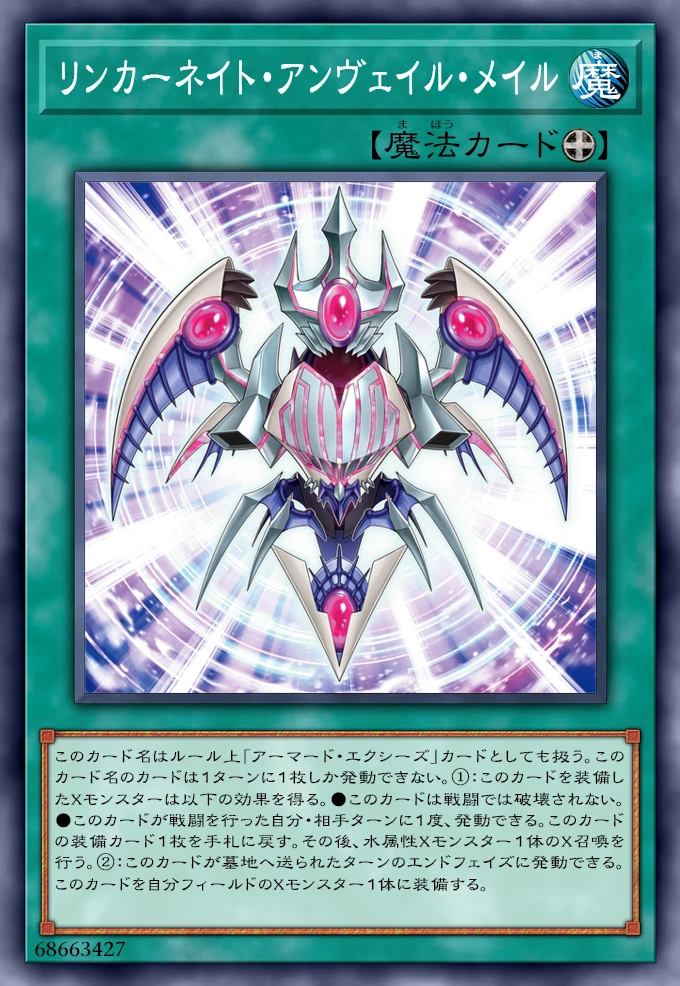 リンカーネイト・アンヴェイル・メイル
魔
ま
ま ほう
【魔法カード】
このカード名はルール上「アーマード・エクシーズ」カードとしても扱う。この
カード名のカードは1ターンに1枚しか発動できない。①:このカードを装備し
たXモンスターは以下の効果を得る。●このカードは戦闘では破壊されない。
●このカードが戦闘を行った自分・相手ターンに1度、発動できる。このカード
の装備カード1枚を手札に戻す。その後、水属性Xモンスター1体のX召喚を
行う。②:このカードが墓地へ送られたターンのエンドフェイズに発動できる。
このカードを自分フィールドのXモンスター1体に装備する。
68663427